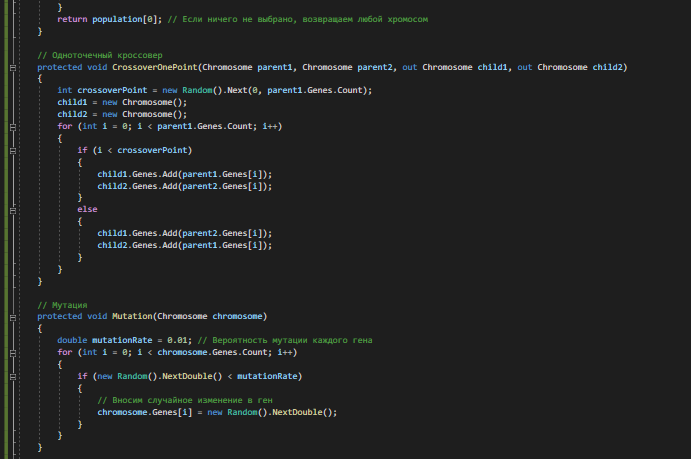 }
return population[0]; // Если ничего не выбрано, возвращаем любой хромосом
}
// Одноточечный кроссовер
protected void CrossoverOnePoint(Chromosome parent1, Chromosome parent2, out Chromosome child1, out Chromosome child2)
{
int crossoverPoint = new Random().Next(0, parent1.Genes.Count);
child1 = new Chromosome();
child2 = new Chromosome();
for (int i = 0; i < parent1.Genes.Count; i++)
{
if (i < crossoverPoint)
{
child1.Genes.Add(parent1.Genes[i]);
child2.Genes.Add(parent2.Genes[i]);
}
else
{
child1.Genes.Add(parent2.Genes[i]);
child2.Genes.Add(parent1.Genes[i]);
}
}
}
// Мутация
protected void Mutation(Chromosome chromosome)
{
double mutationRate = 0.01; // Вероятность мутации каждого гена
for (int i = 0; i < chromosome.Genes.Count; i++)
{
if (new Random().NextDouble() < mutationRate)
{
// Вносим случайное изменение в ген
chromosome.Genes[i] = new Random().NextDouble();
}
}
}